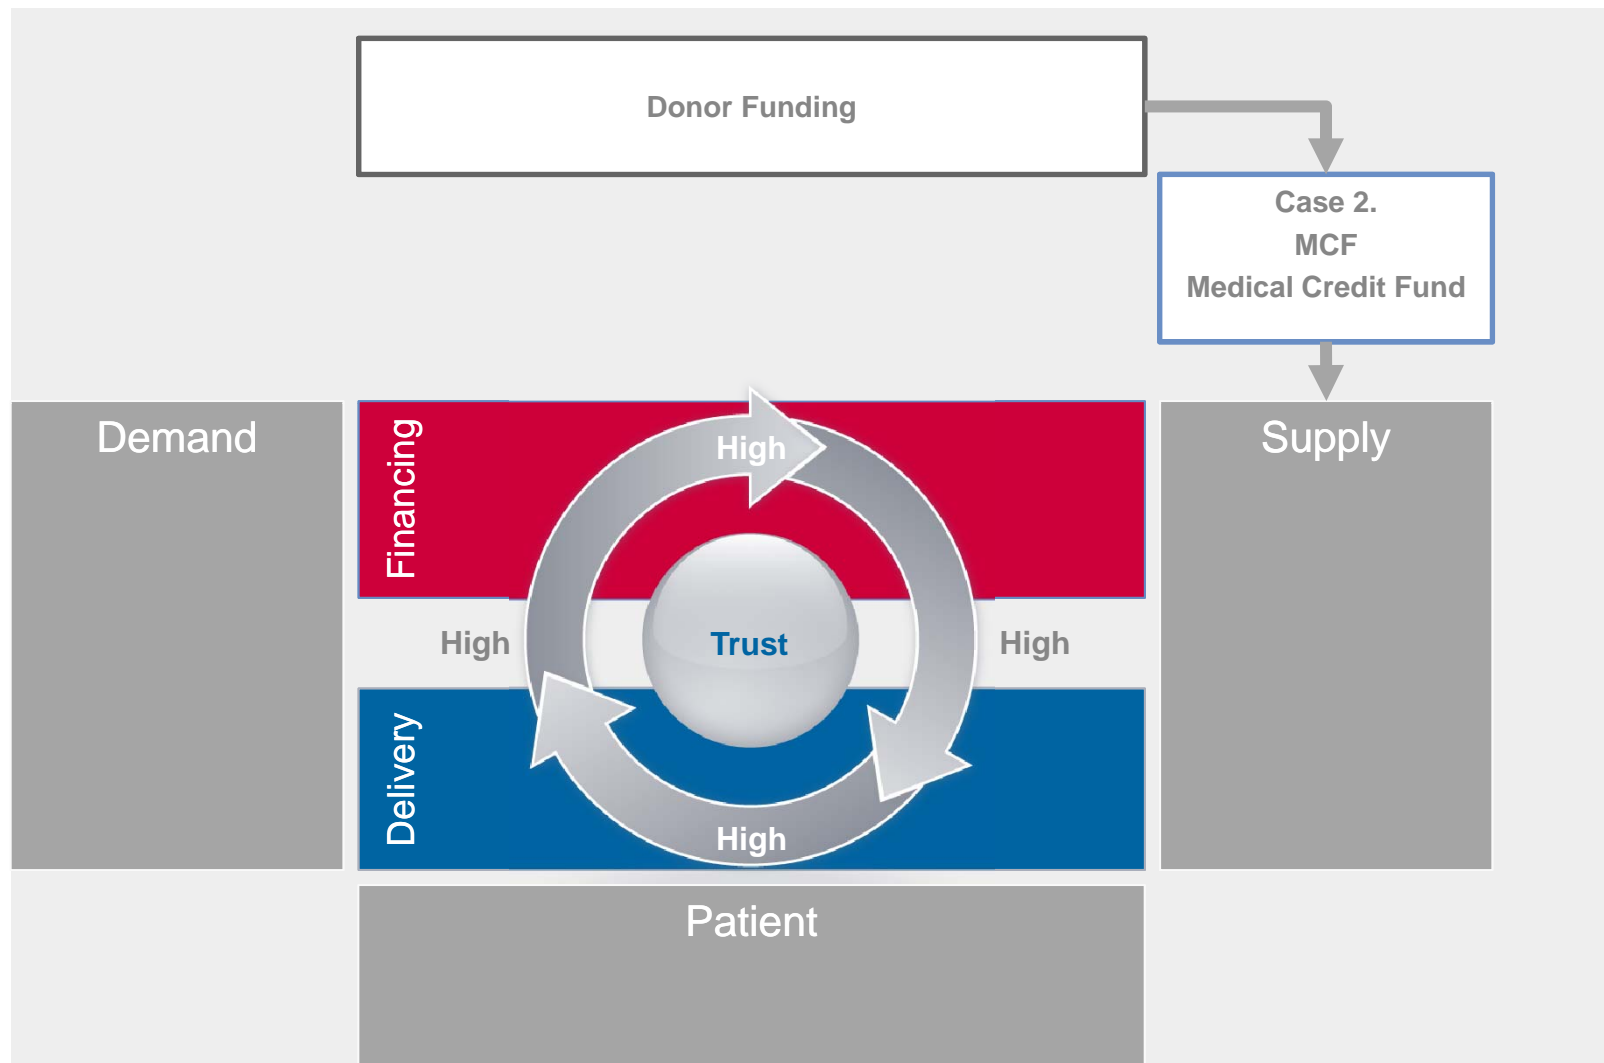 Donor Funding
Case 2.
MCF
Medical Credit Fund
Demand
Financing
High
Supply
High
Trust
High
Delivery
High
Patient